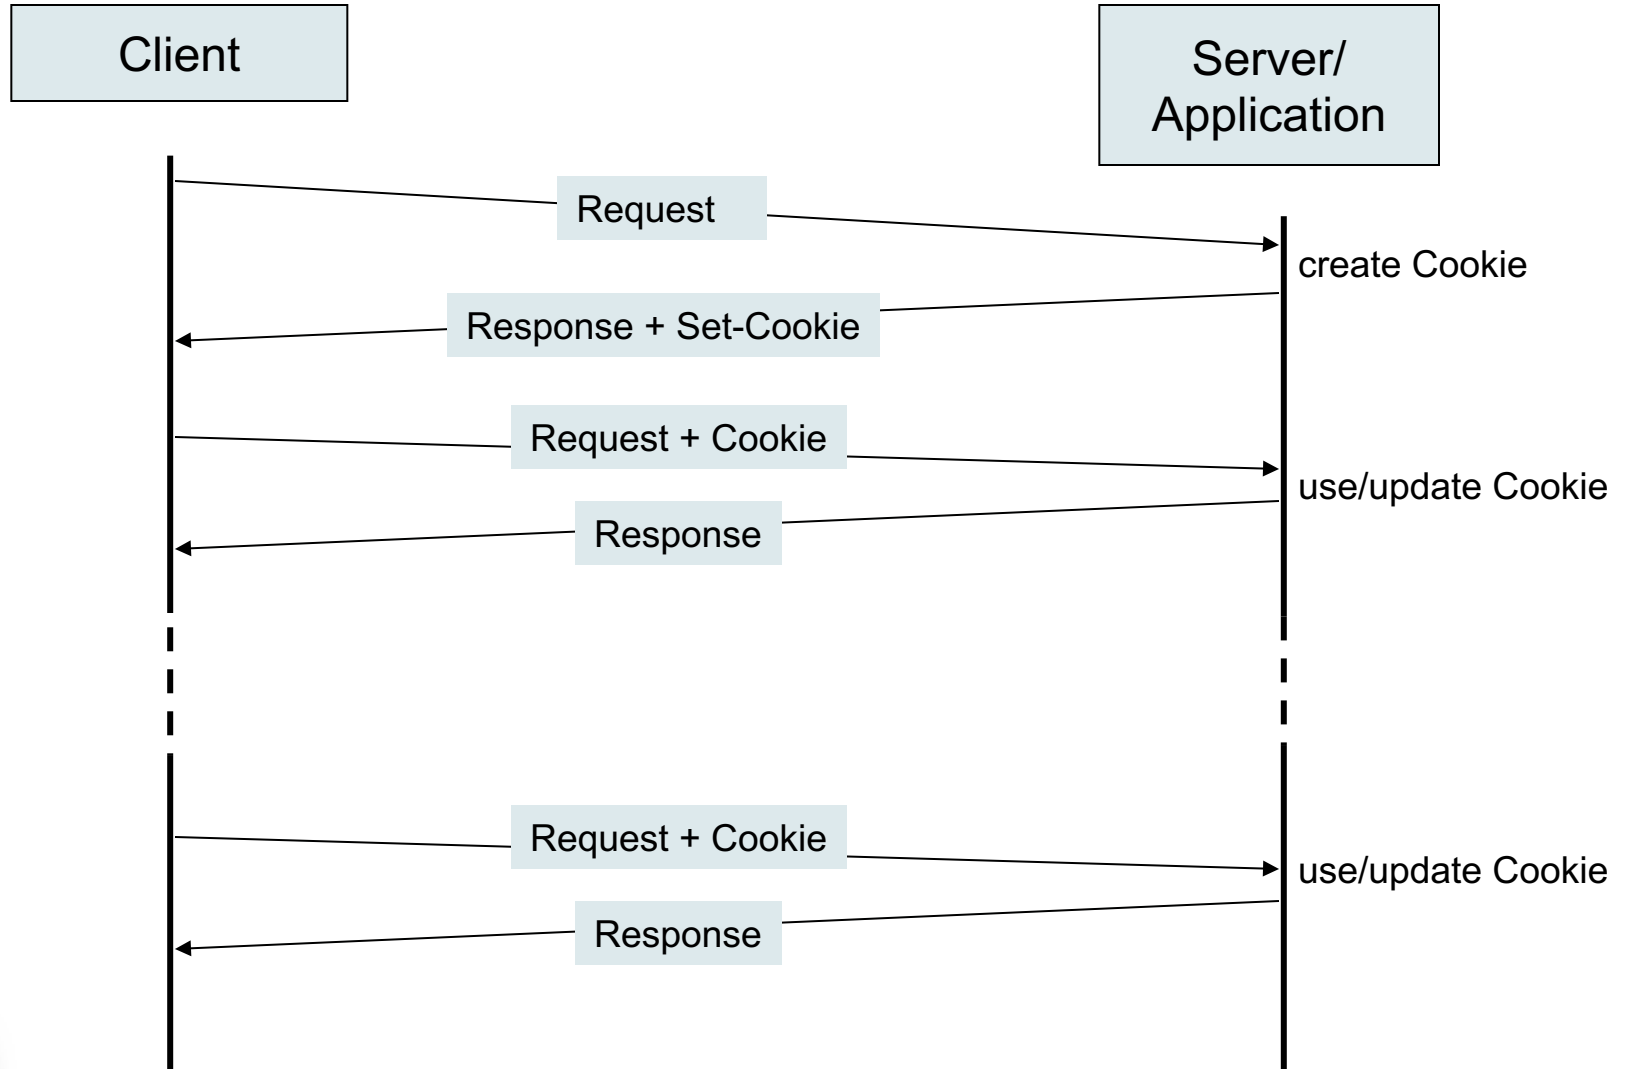 Client
Server/
Application
Request
create Cookie
Response + Set-Cookie
Request + Cookie
use/update Cookie
Response
Request + Cookie
use/update Cookie
Response